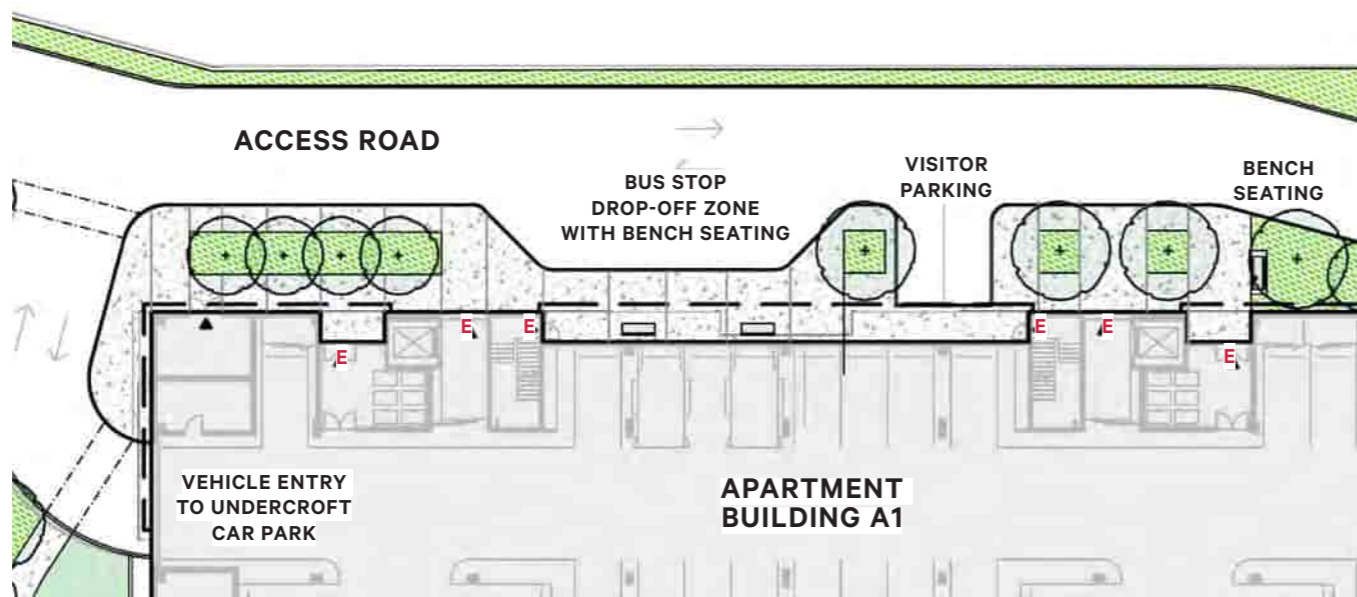 ACCESS ROAD
BUS STOP
DROP-OFF ZONE
WITH BENCH SEATING
VISITOR
PARKING
BENCH
SEATING
E
E
E
E
E
E
VEHICLE ENTRY
TO UNDERCROFT
CAR PARK
APARTMENT
BUILDING A1